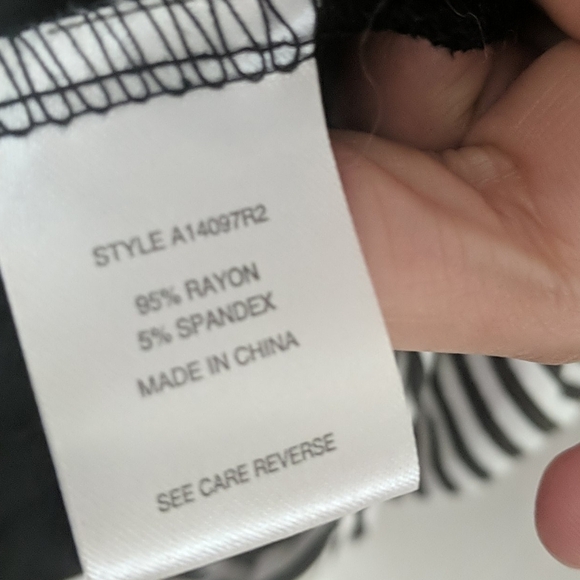 STYLE A14097R2
95% RAYON
5% SPANDEX
MADE IN CHINA
SEE CARE REVERSE